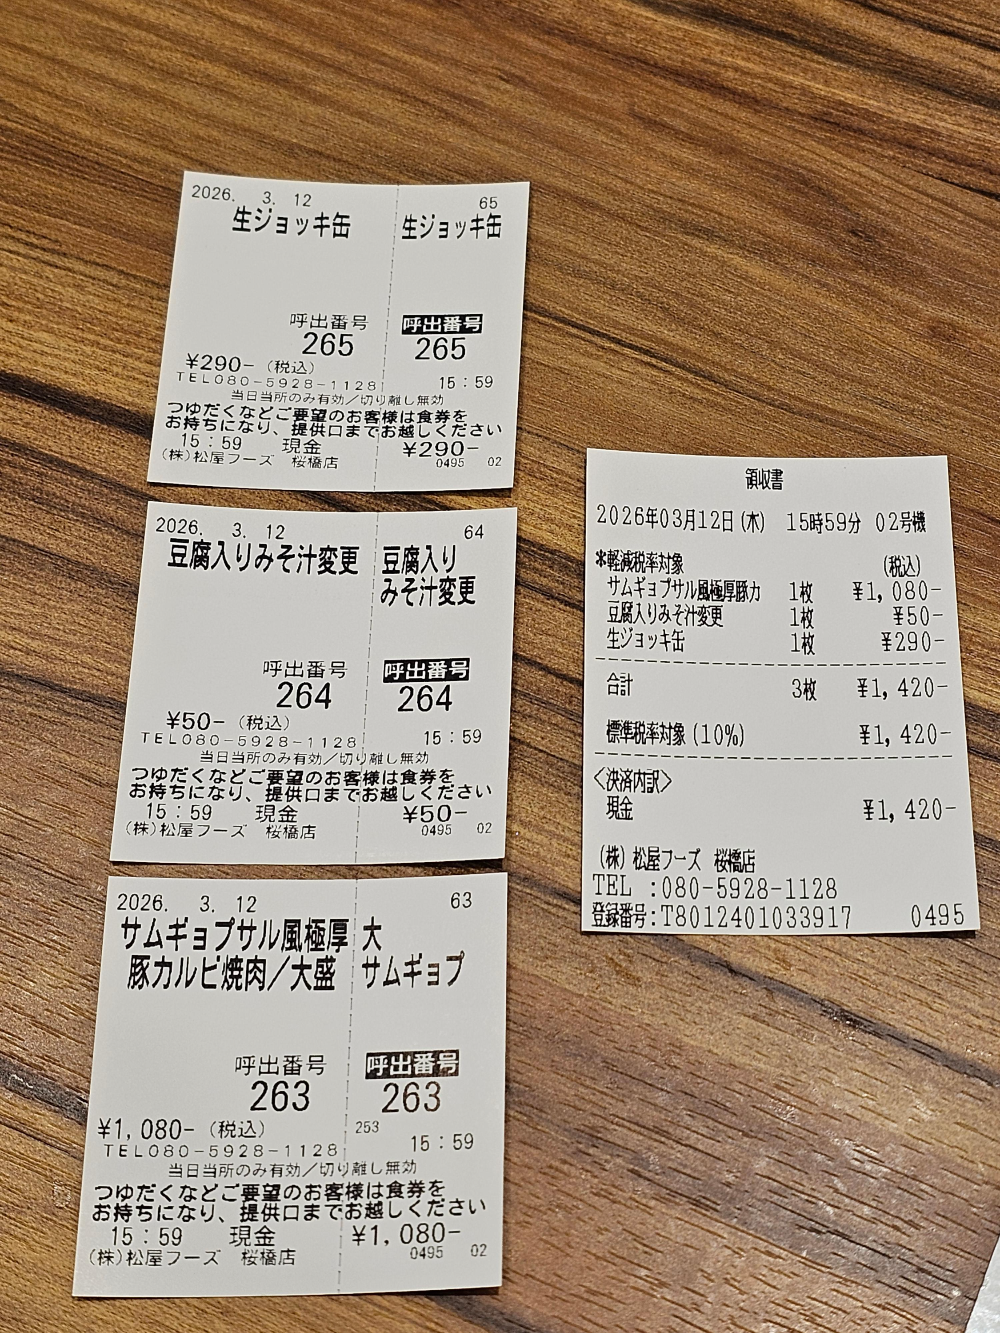 2026. 3. 12 65
生ジョッキ缶 生ジョッキ缶
呼出番号 呼出番号
265 265
¥290- (税込)
TEL080-5928-1128 15:59
当日当所のみ有効/切り離し無効
つゆだくなどご要望のお客様は食券を
お持ちになり、提供口までお越しください
15:59 現金 ¥290-
(株)松屋フーズ 桜橋店 0495 02
2026. 3. 12 64
豆腐入りみそ汁変更 豆腐入り
みそ汁変更
呼出番号 呼出番号
264 264
¥50- (税込)
TEL080-5928-1128 15:59
当日当所のみ有効/切り離し無効
つゆだくなどご要望のお客様は食券を
お持ちになり、提供口までお越しください
15:59 現金 ¥50-
(株)松屋フーズ 桜橋店 0495 02
2026. 3. 12 63
サムギョプサル風極厚 大
豚カルビ焼肉/大盛 サムギョプ
呼出番号 呼出番号
263 263
¥1,080- (税込) 253
TEL080-5928-1128 15:59
当日当所のみ有効/切り離し無効
つゆだくなどご要望のお客様は食券を
お持ちになり、提供口までお越しください
15:59 現金 ¥1,080-
(株)松屋フーズ 桜橋店 0495 02
領収書
2026年03月12日(木) 15時59分 02号機
*軽減税率対象 (税込)
サムギョプサル風極厚豚カ 1枚 ¥1,080-
豆腐入りみそ汁変更 1枚 ¥50-
生ジョッキ缶 1枚 ¥290-
合計 3枚 ¥1,420-
標準税率対象(10%) ¥1,420-
<決済内訳>
現金 ¥1,420-
(株)松屋フーズ 桜橋店
TEL :080-5928-1128
登録番号:T8012401033917 0495